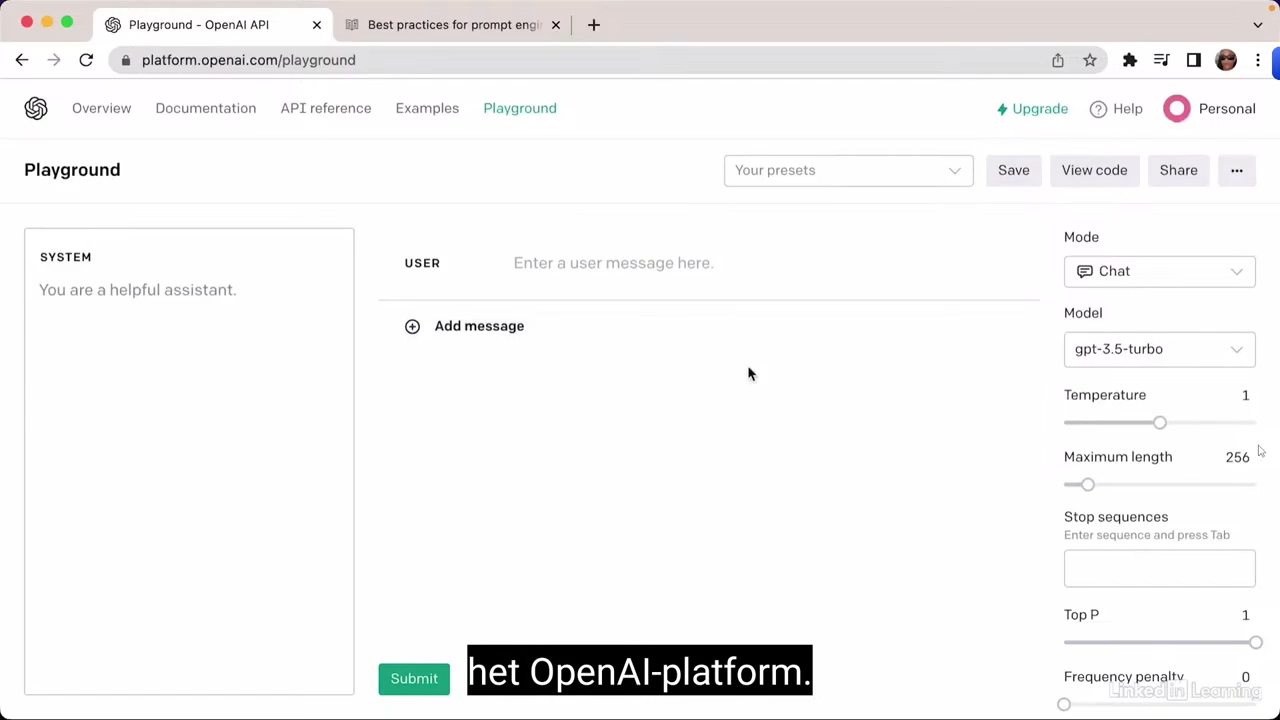 Playground - OpenAI API
Best practices for prompt engi
platform.openai.com/playground
Overview Documentation API reference Examples Playground Upgrade Help Personal
Playground Your presets Save View code Share
SYSTEM
You are a helpful assistant.
USER Enter a user message here.
Add message
Mode
Chat
Model
gpt-3.5-turbo
Temperature 1
Maximum length 256
Stop sequences
Enter sequence and press Tab
Top P 1
Frequency penalty 0
Submit
het OpenAI-platform.
LinkedIn Learning